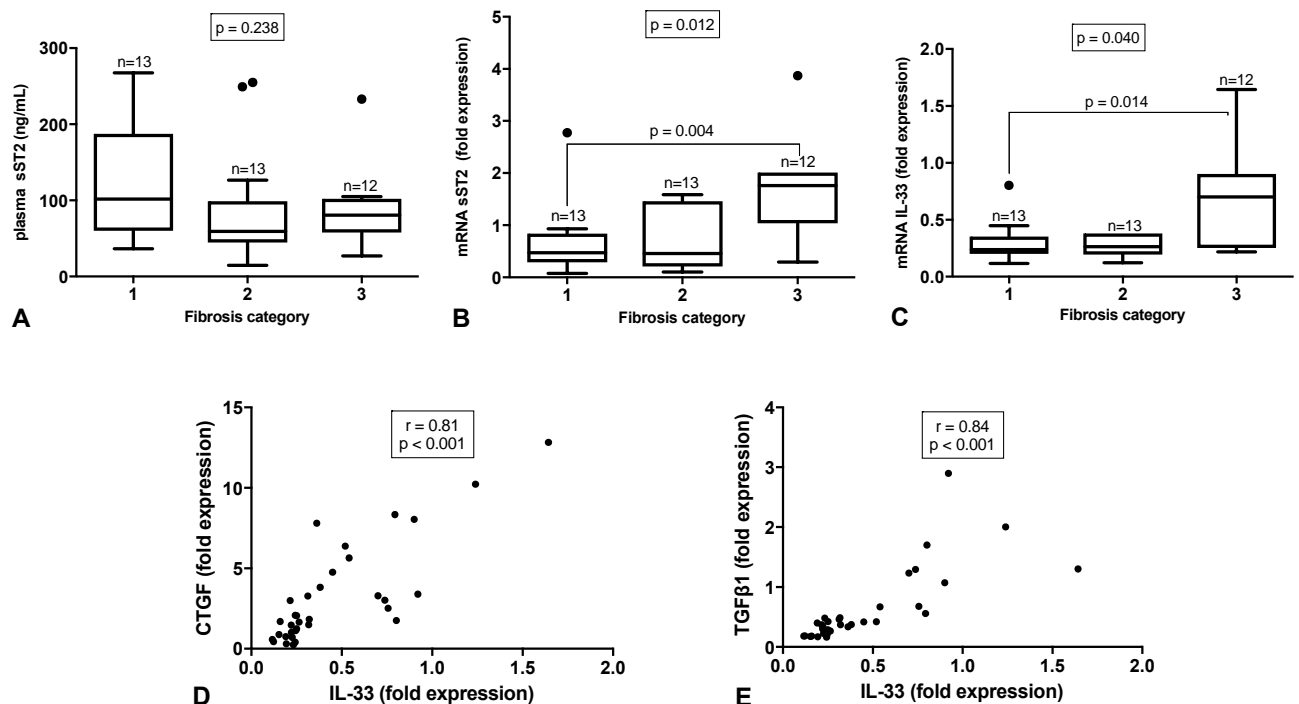 p = 0.238
300
200
100
0
plasma sST2 (ng/mL)
n=13
n=13
n=12
1 2 3
Fibrosis category
A
p = 0.012
5
4
3
2
1
0
mRNA sST2 (fold expression)
p = 0.004
n=13
n=13
n=12
1 2 3
Fibrosis category
B
p = 0.040
2.0
1.5
1.0
0.5
0.0
mRNA IL-33 (fold expression)
p = 0.014
n=13
n=13
n=12
1 2 3
Fibrosis category
C
15
10
5
0
CTGF (fold expression)
r = 0.81
p < 0.001
0.0 0.5 1.0 1.5 2.0
IL-33 (fold expression)
D
4
3
2
1
0
TGFβ1 (fold expression)
r = 0.84
p < 0.001
0.0 0.5 1.0 1.5 2.0
IL-33 (fold expression)
E